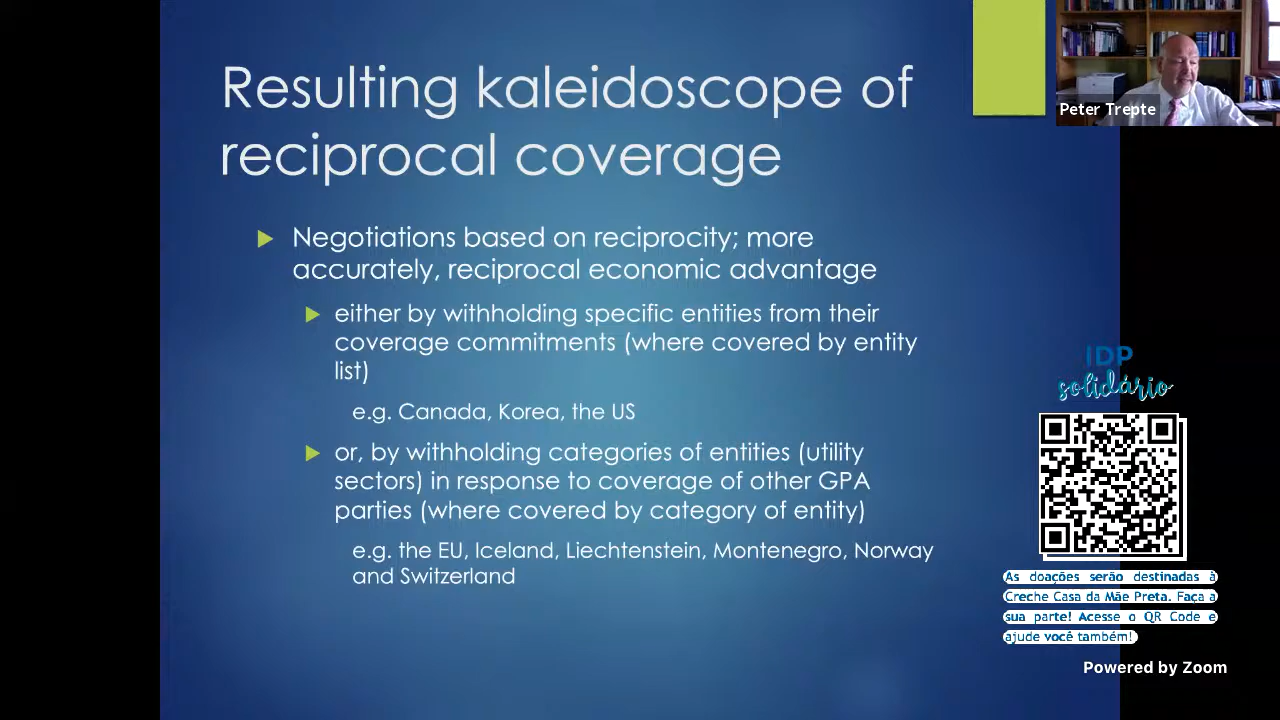 Resulting kaleidoscope of
reciprocal coverage
Negotiations based on reciprocity; more
accurately, reciprocal economic advantage
either by withholding specific entities from their
coverage commitments (where covered by entity
list)
e.g. Canada, Korea, the US
or, by withholding categories of entities (utility
sectors) in response to coverage of other GPA
parties (where covered by category of entity)
e.g. the EU, Iceland, Liechtenstein, Montenegro, Norway
and Switzerland
Peter Trepte
IDP
solidário
As doações serão destinadas à
Creche Casa da Mãe Preta. Faça a
sua parte! Acesse o QR Code e
ajude você também!
Powered by Zoom